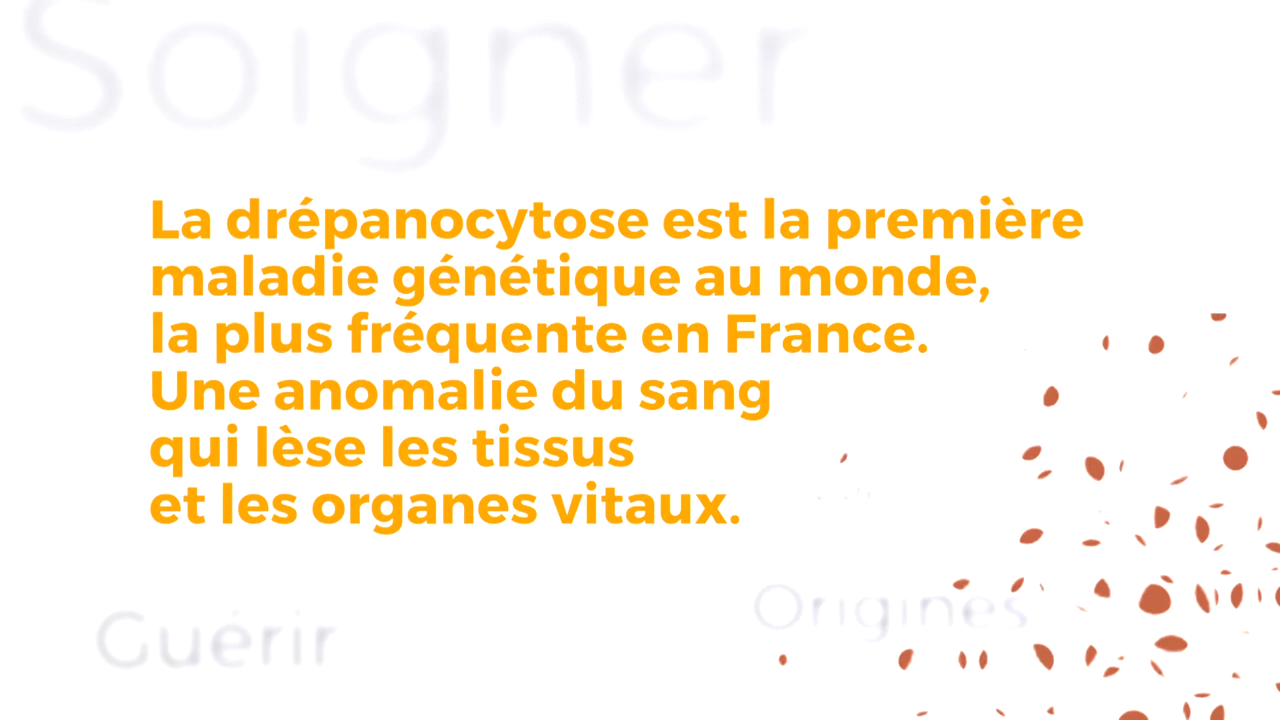 Soigner
La drépanocytose est la première
maladie génétique au monde,
la plus fréquente en France.
Une anomalie du sang
qui lèse les tissus
et les organes vitaux.
Origines
Guérir